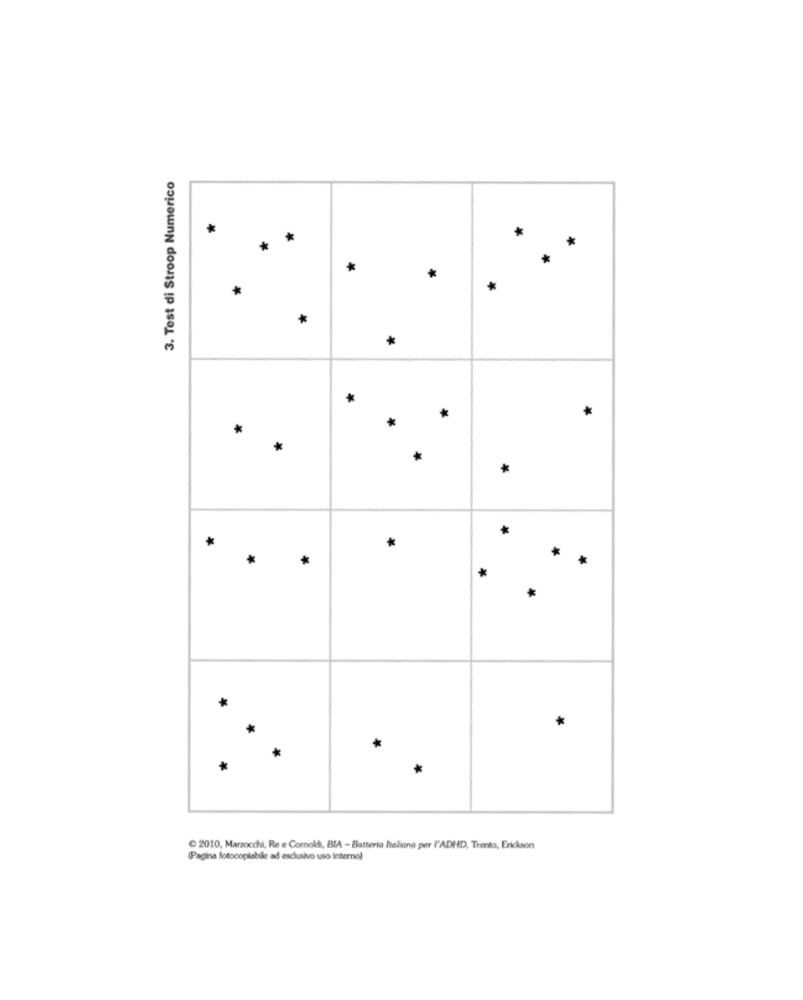 3. Test di Stroop Numerico
© 2010, Marzocchi, Re e Cornoldi, BIA – Batteria Italiana per l'ADHD, Trento, Erickson
(Pagina fotocopiabile ad esclusivo uso interno)